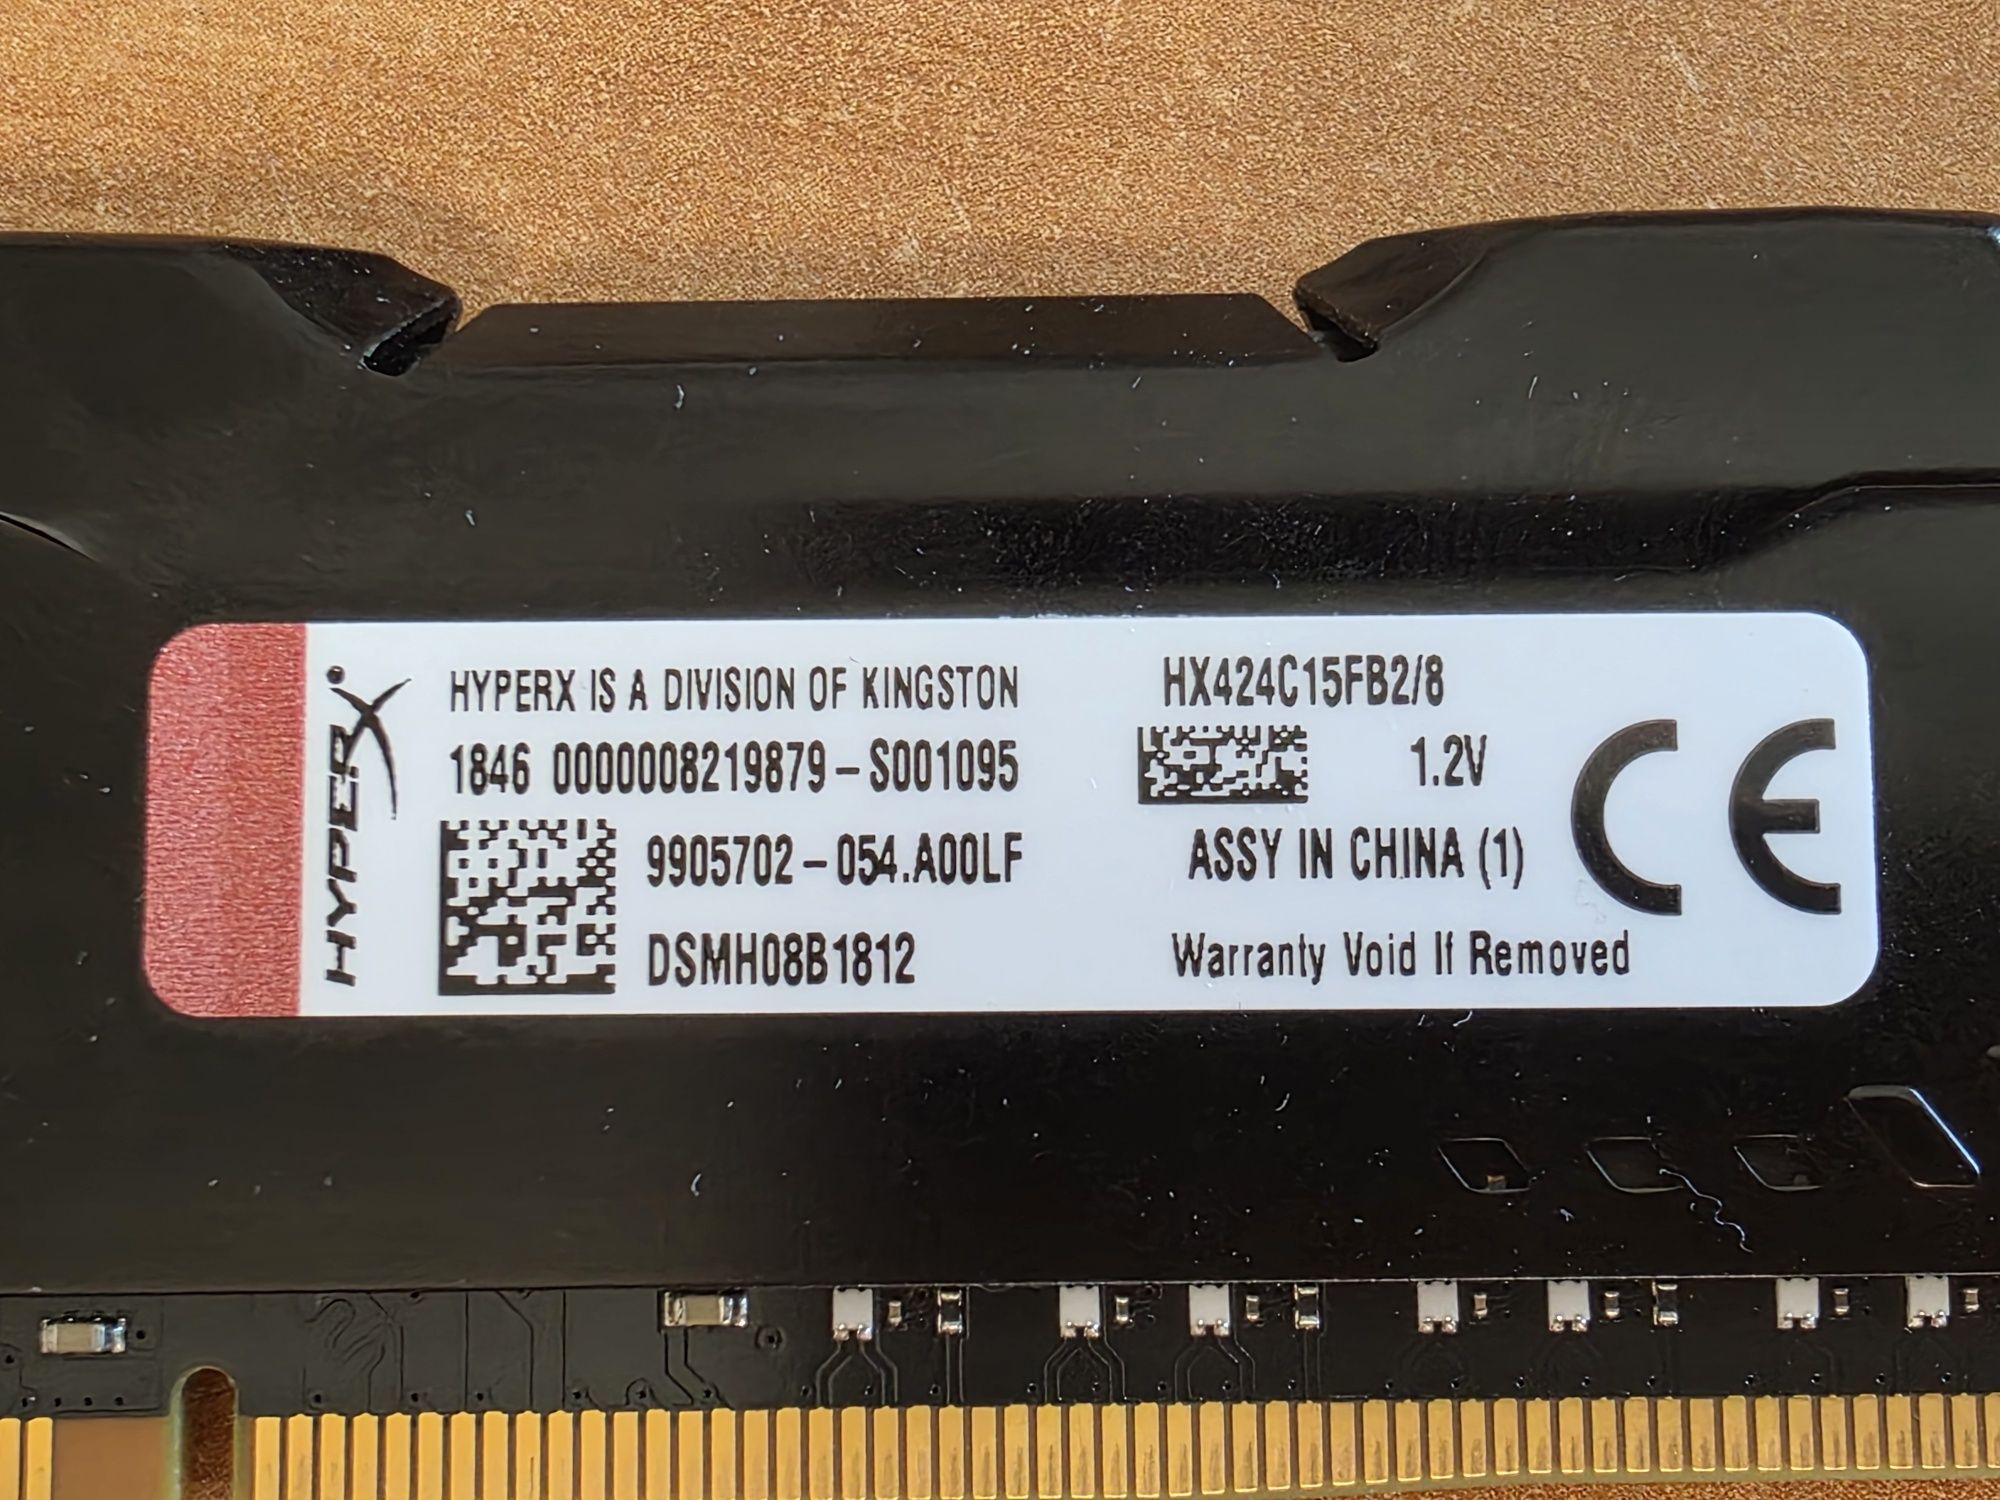 HYPERX
HYPERX IS A DIVISION OF KINGSTON
1846 0000008219879-S001095
9905702-054.A00LF
DSMH08B1812
HX424C15FB2/8
1.2V
ASSY IN CHINA (1)
Warranty Void If Removed
CE